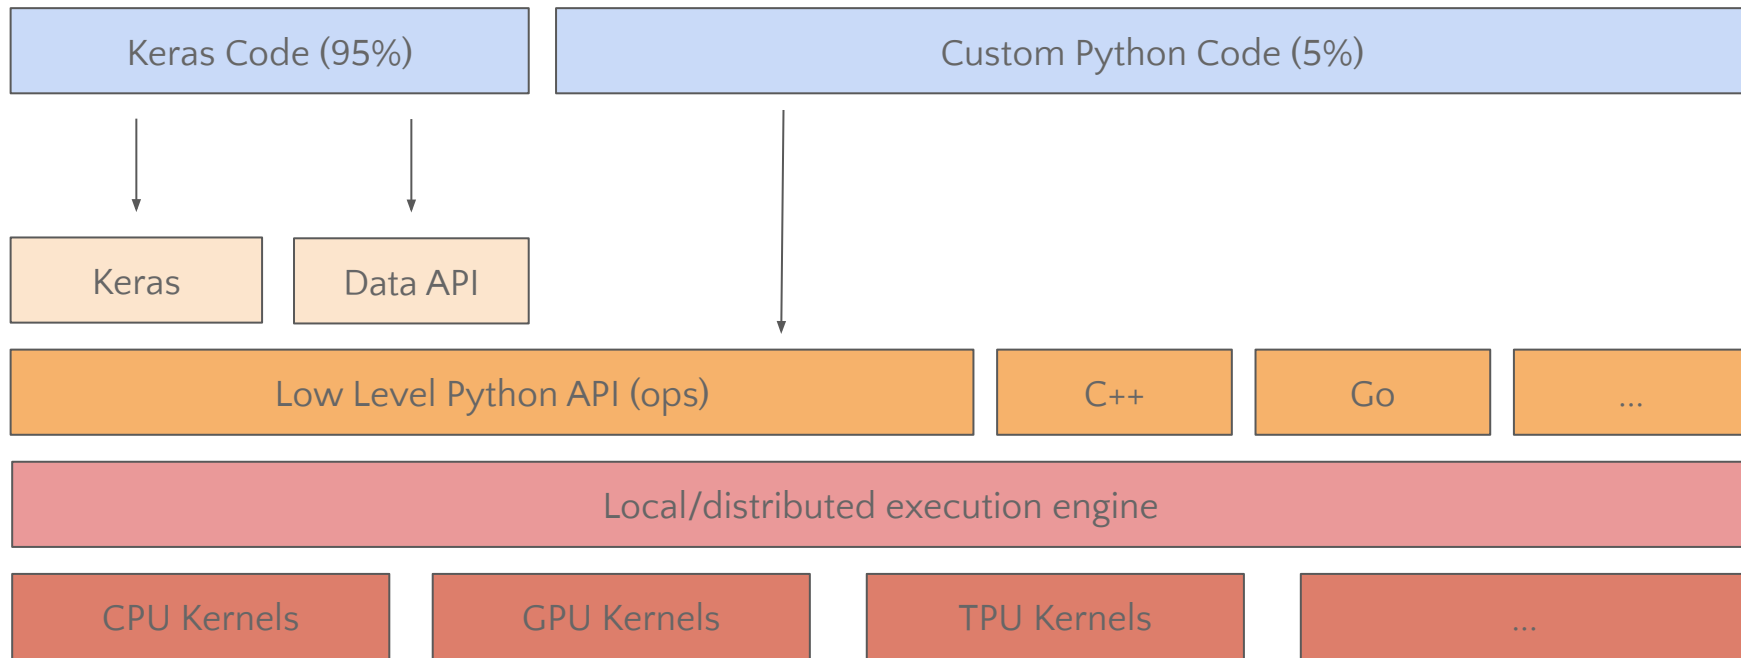 Keras Code (95%)
Custom Python Code (5%)
Keras
Data API
Low Level Python API (ops)
C++
Go
...
Local/distributed execution engine
CPU Kernels
GPU Kernels
TPU Kernels
...